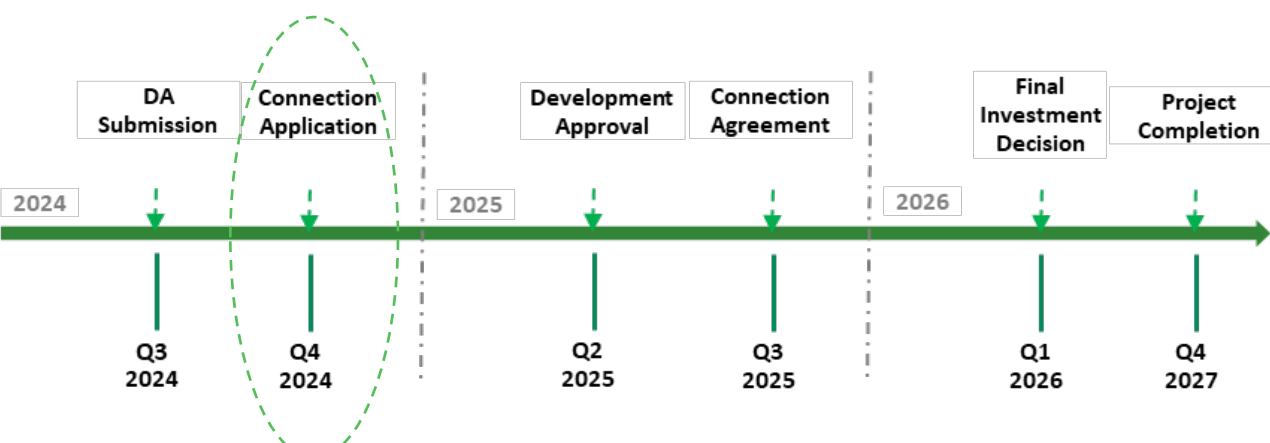 DA
Submission
Connection
Application
Development
Approval
Connection
Agreement
Final
Investment
Decision
Project
Completion
2024
2025
2026
Q3
2024
Q4
2024
Q2
2025
Q3
2025
Q1
2026
Q4
2027